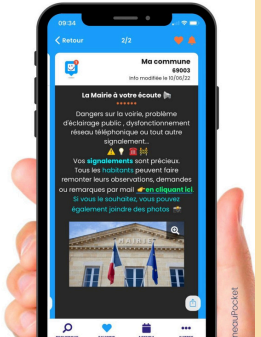 09:34
Retour
2/2
Ma commune
69003
Info modifiée le 10/06/22
La Mairie à votre écoute
Dangers sur la voirie, problème
d'éclairage public , dysfonctionnement
réseau téléphonique ou tout autre
signalement...
Vos signalements sont précieux.
Tous les habitants peuvent faire
remonter leurs observations, demandes
ou remarques par mail 👉en cliquant ici.
Si vous le souhaitez, vous pouvez
également joindre des photos 📸